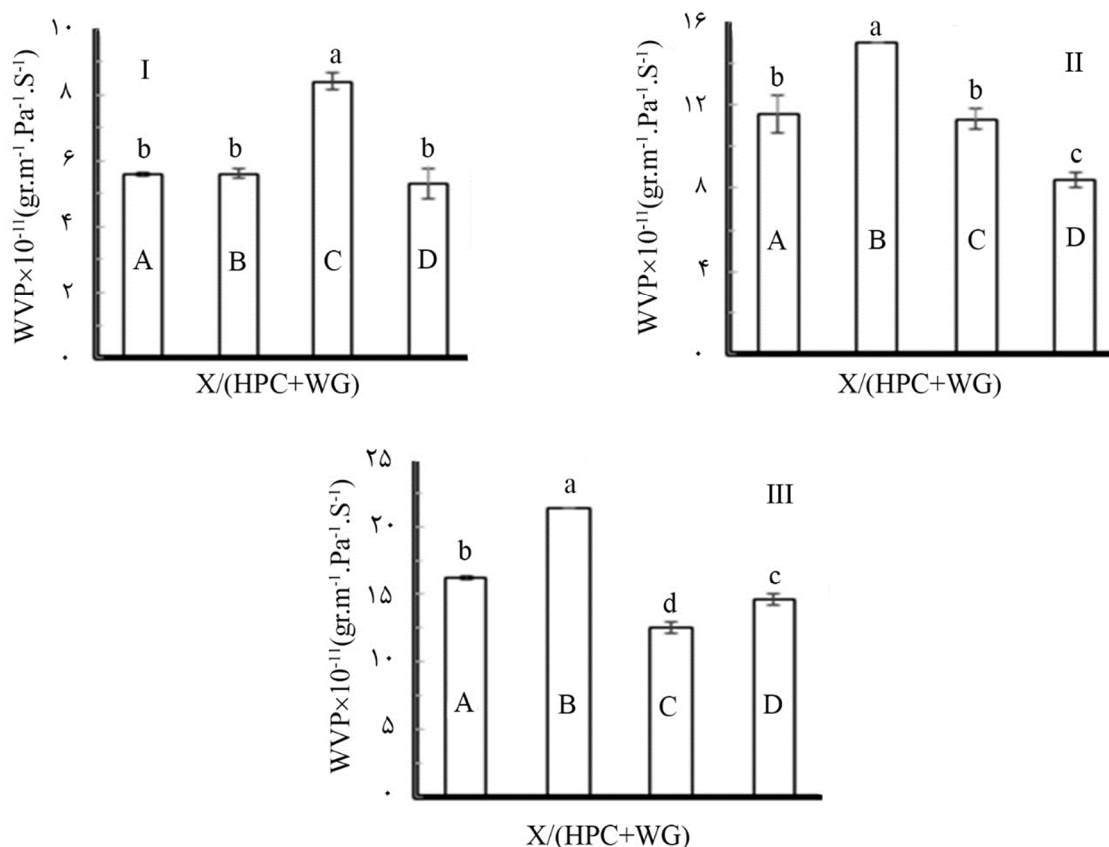 WVP×10⁻¹¹(gr.m⁻¹.Pa⁻¹.S⁻¹)
۱۰
۸
۶
۴
۲
۰
I
b
b
a
b
A
B
C
D
X/(HPC+WG)
WVP×10⁻¹¹(gr.m⁻¹.Pa⁻¹.S⁻¹)
۱۶
۱۲
۸
۴
۰
II
b
a
b
c
A
B
C
D
X/(HPC+WG)
WVP×10⁻¹¹(gr.m⁻¹.Pa⁻¹.S⁻¹)
۲۵
۲۰
۱۵
۱۰
۵
۰
III
b
a
d
c
A
B
C
D
X/(HPC+WG)